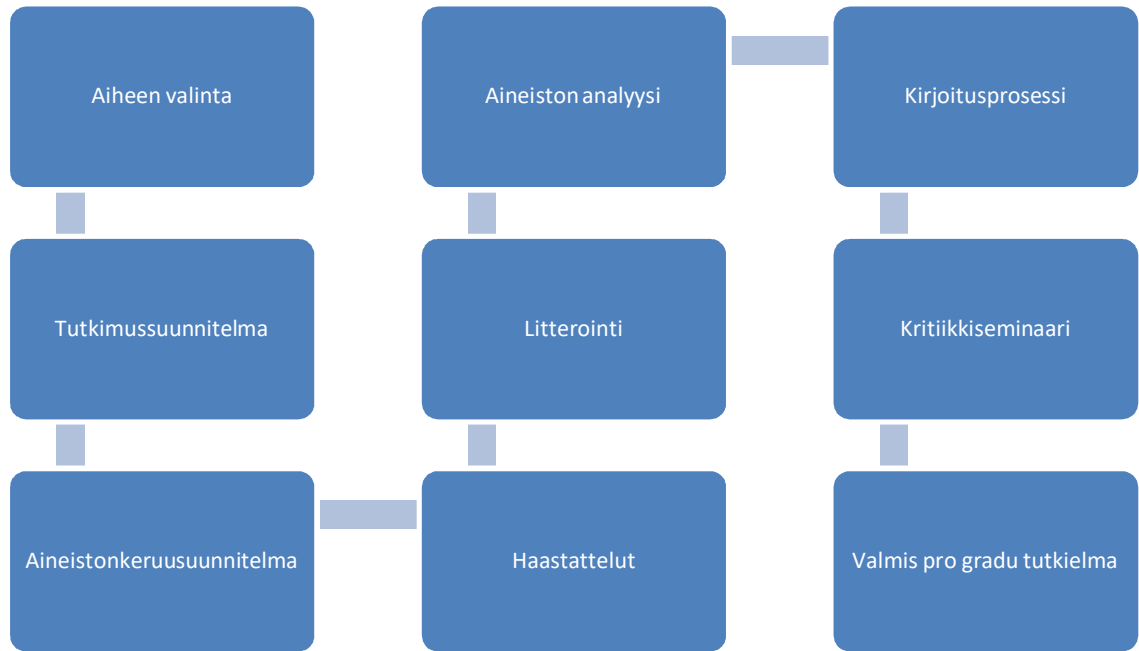 Aiheen valinta
Tutkimussuunnitelma
Aineistonkeruusuunnitelma
Haastattelut
Litterointi
Aineiston analyysi
Kirjoitusprosessi
Kritiikkiseminaari
Valmis pro gradu tutkielma